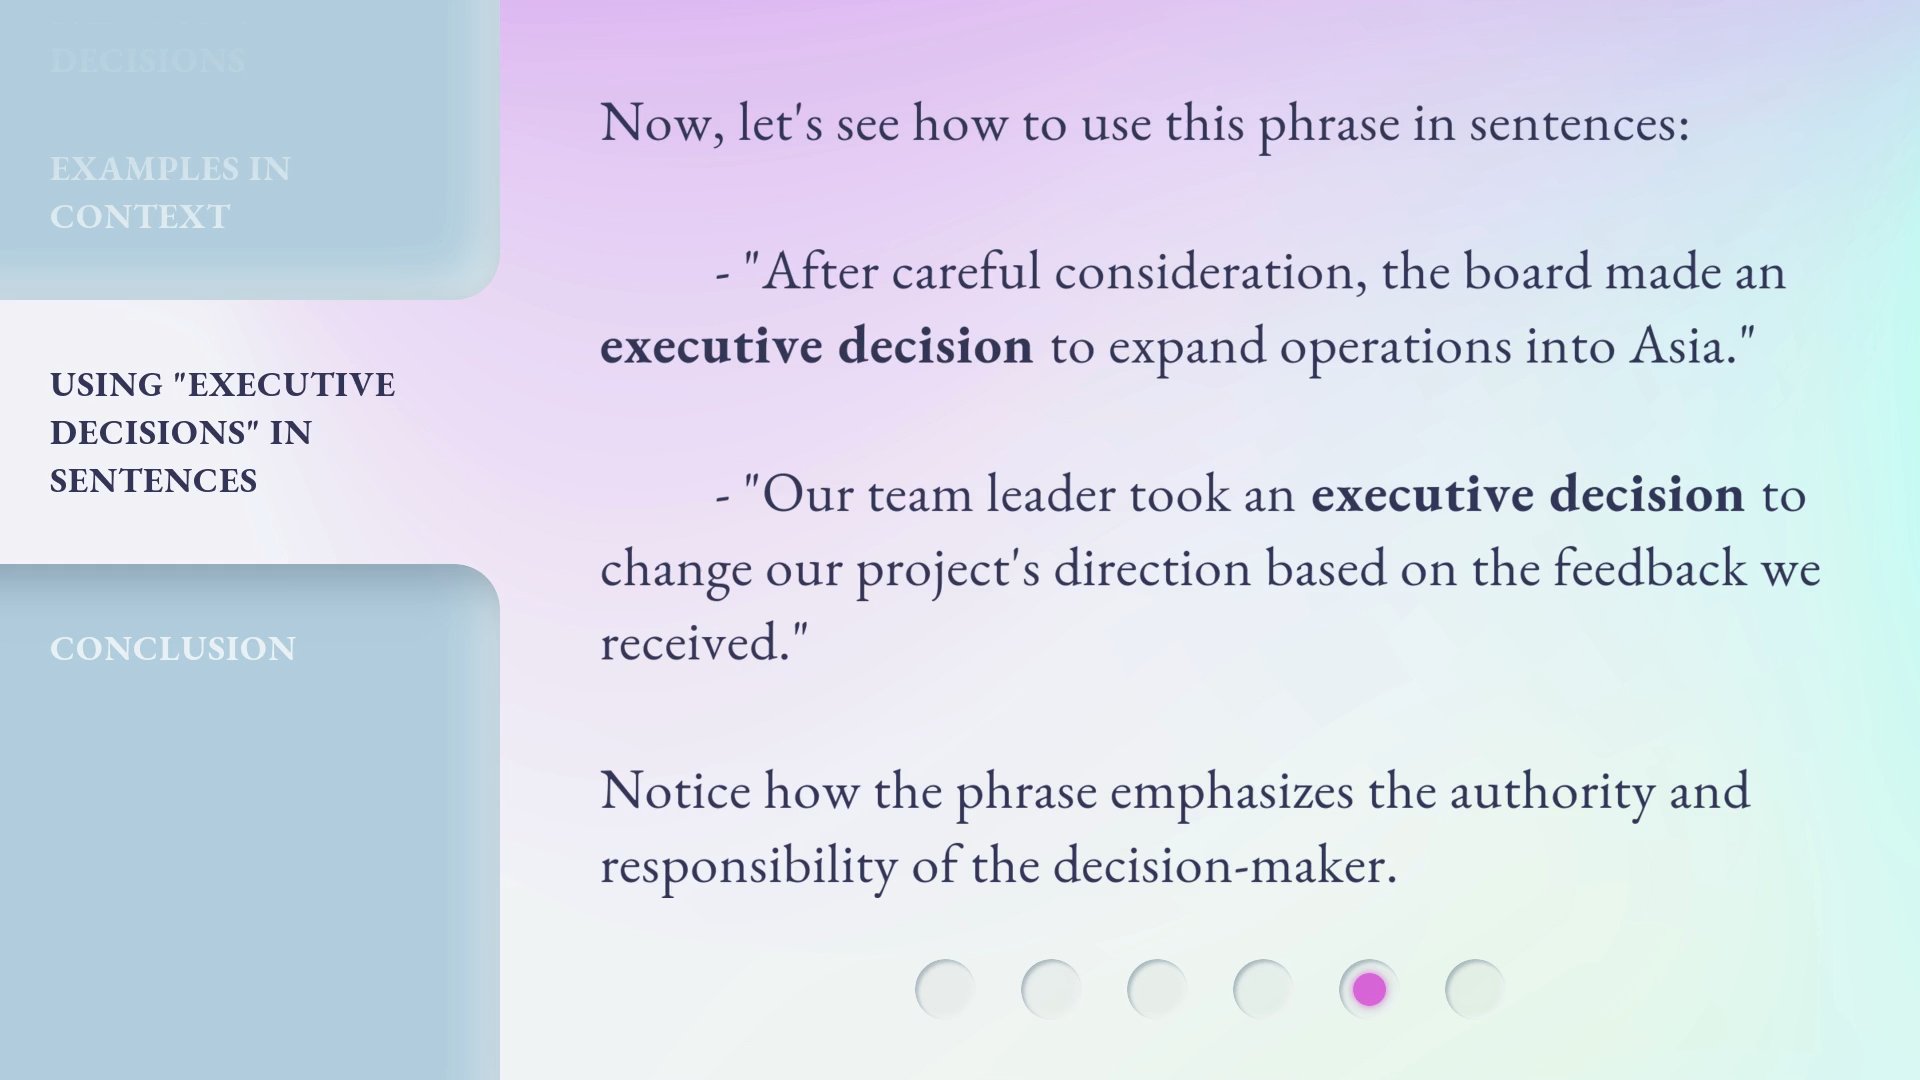 DECISIONS
EXAMPLES IN
CONTEXT
USING "EXECUTIVE
DECISIONS" IN
SENTENCES
CONCLUSION
Now, let's see how to use this phrase in sentences:
- "After careful consideration, the board made an
executive decision to expand operations into Asia."
- "Our team leader took an executive decision to
change our project's direction based on the feedback we
received."
Notice how the phrase emphasizes the authority and
responsibility of the decision-maker.